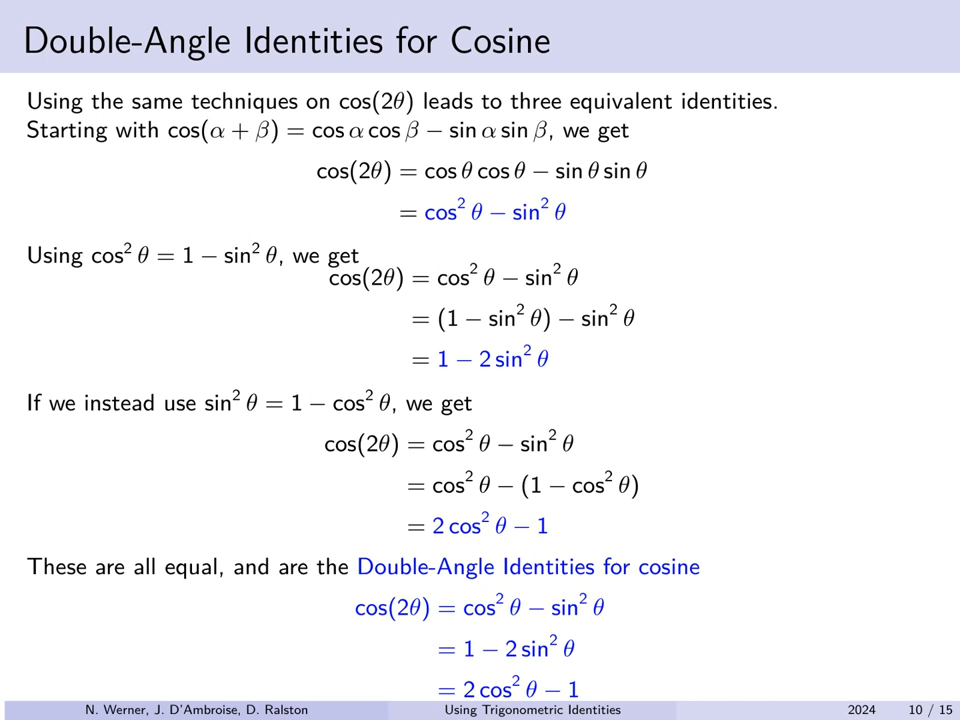 Double-Angle Identities for Cosine
Using the same techniques on cos(2θ) leads to three equivalent identities.
Starting with cos(α + β) = cos α cos β − sin α sin β, we get
cos(2θ) = cos θ cos θ − sin θ sin θ
= cos² θ − sin² θ
Using cos² θ = 1 − sin² θ, we get
cos(2θ) = cos² θ − sin² θ
= (1 − sin² θ) − sin² θ
= 1 − 2 sin² θ
If we instead use sin² θ = 1 − cos² θ, we get
cos(2θ) = cos² θ − sin² θ
= cos² θ − (1 − cos² θ)
= 2 cos² θ − 1
These are all equal, and are the Double-Angle Identities for cosine
cos(2θ) = cos² θ − sin² θ
= 1 − 2 sin² θ
= 2 cos² θ − 1
N. Werner, J. D'Ambroise, D. Ralston Using Trigonometric Identities 2024 10 / 15